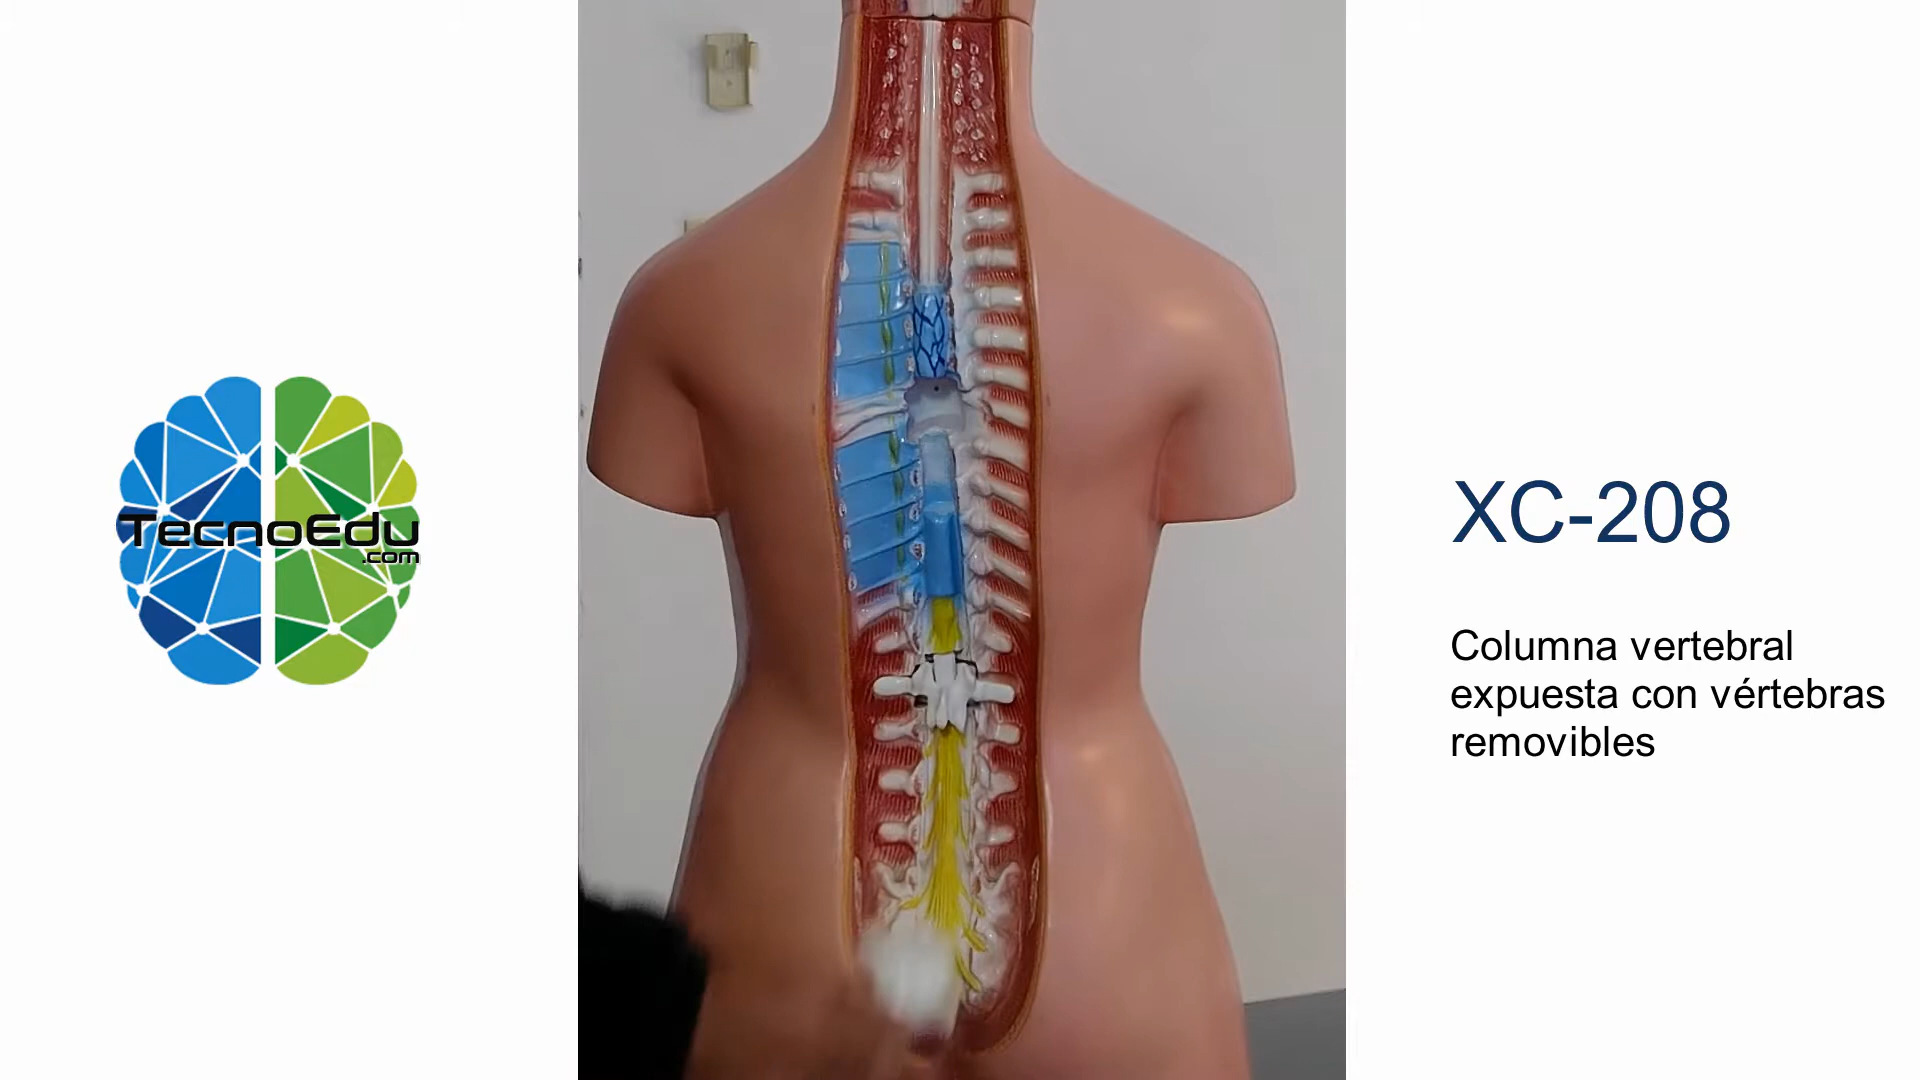 TecnoEdu
.com
XC-208
Columna vertebral
expuesta con vértebras
removibles